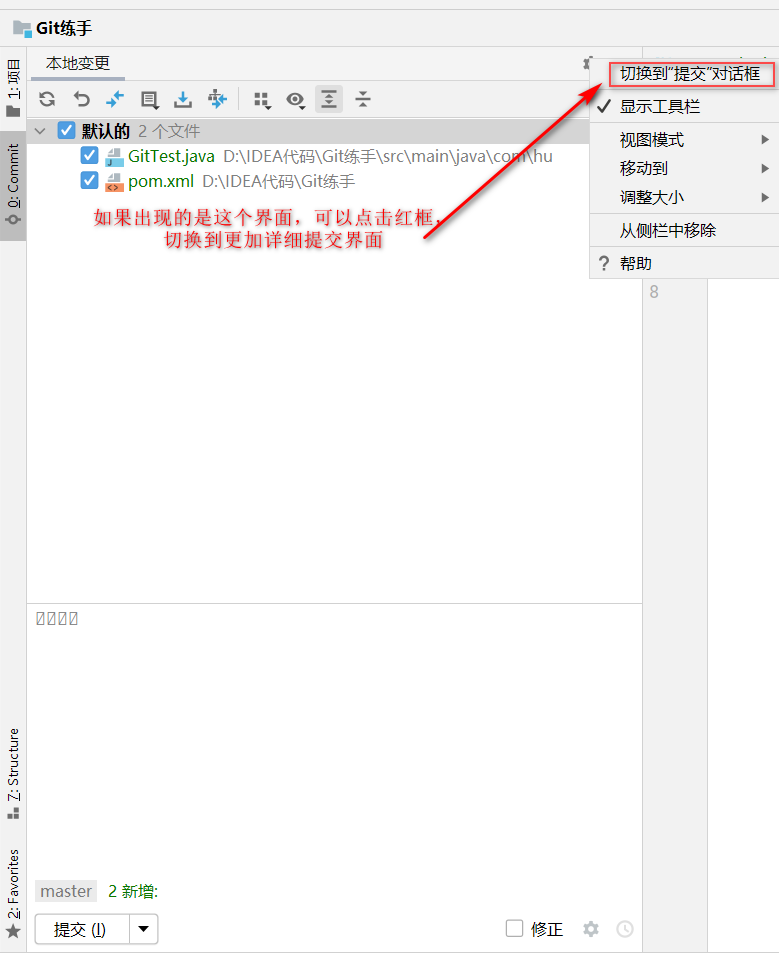 Git练手
1: 项目
本地变更
切换到“提交”对话框
显示工具栏
视图模式
移动到
调整大小
从侧栏中移除
? 帮助
0: Commit
默认的 2 个文件
GitTest.java D:\IDEA代码\Git练手\src\main\java\com\hu
pom.xml D:\IDEA代码\Git练手
如果出现的是这个界面，可以点击红框，
切换到更加详细提交界面
8
7: Structure
2: Favorites
master 2 新增:
提交 (I)
修正